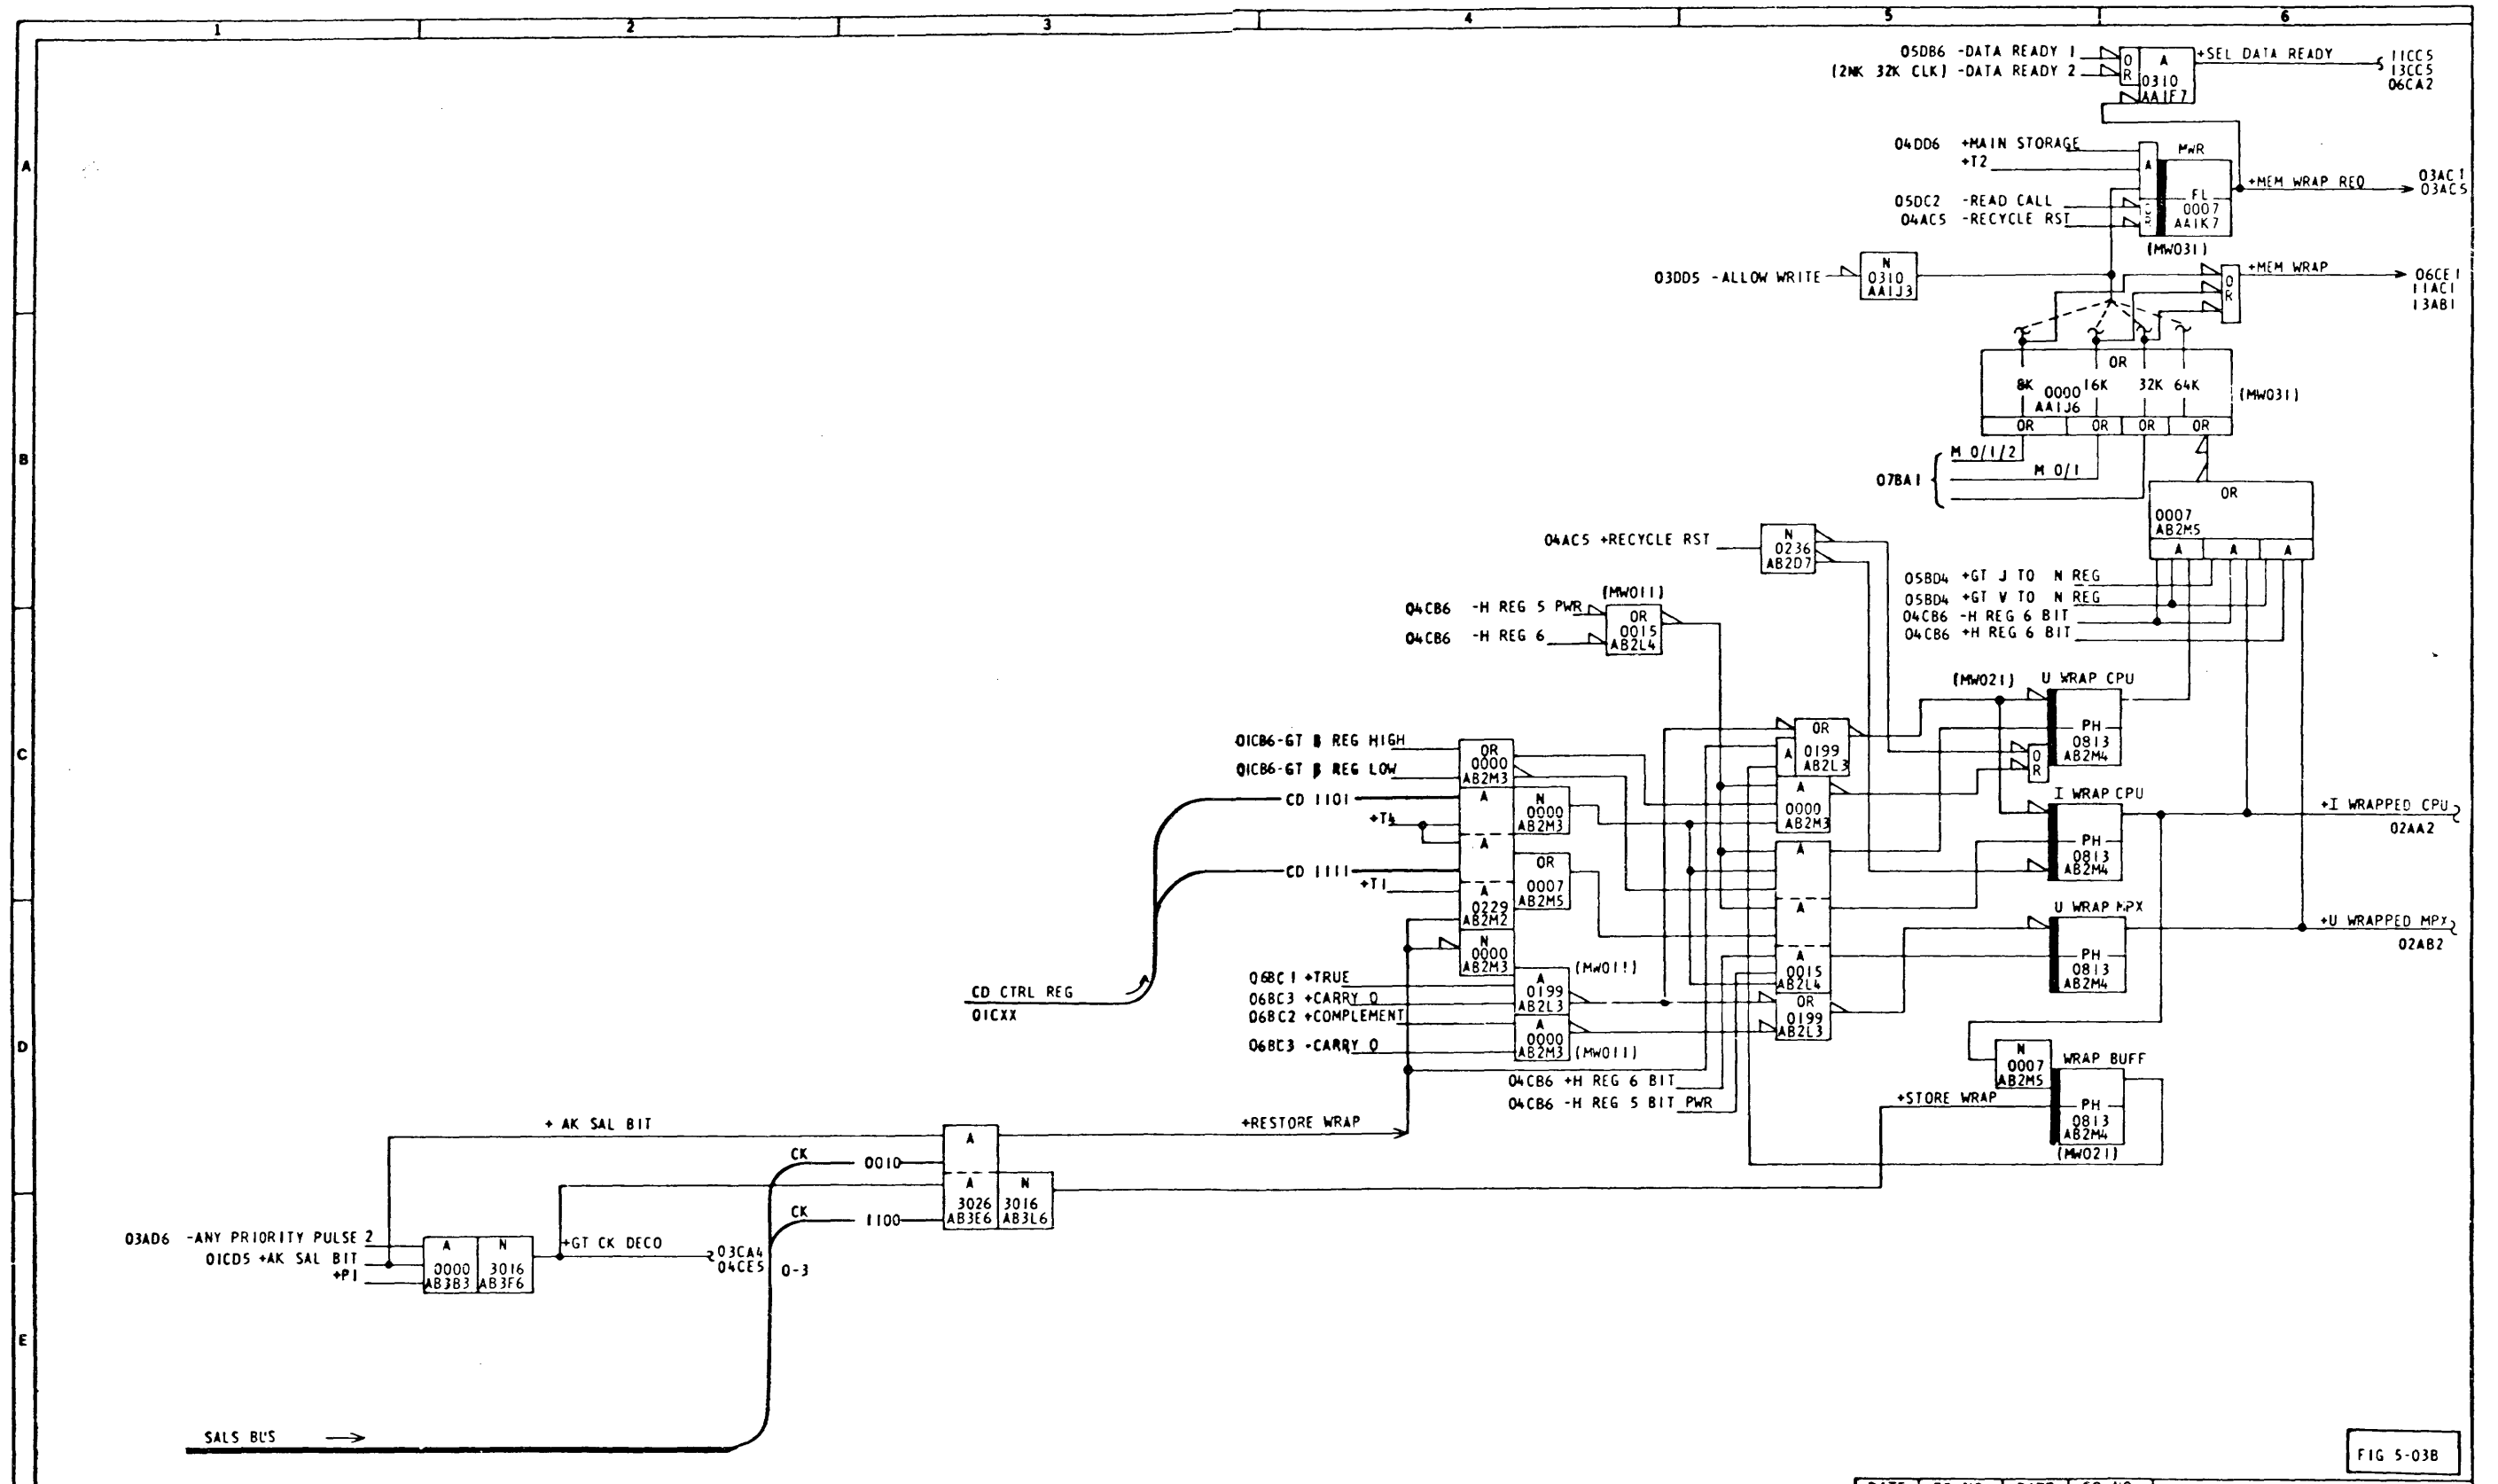 1 2 3 4 5 6
A
B
C
D
E
05DB6 -DATA READY 1
(2NK 32K CLK) -DATA READY 2
O
R
A
0310
AA1F7
+SEL DATA READY
11CC5
13CC5
06CA2
04DD6 +MAIN STORAGE
+T2
05DC2 -READ CALL
04AC5 -RECYCLE RST
MWR
A
FL
0007
AA1K7
(MW031)
+MEM WRAP REQ
03AC1
03AC5
03DD5 -ALLOW WRITE
N
0310
AA1J3
O
R
+MEM WRAP
06CE1
11AC1
13AB1
OR
8K 16K 32K 64K
0000
AA1J6
OR OR OR OR
(MW031)
M 0/1/2
M 0/1
07BA1
OR
0007
AB2M5
A A A
04AC5 +RECYCLE RST
N
0236
AB2D7
05BD4 +GT J TO N REG
05BD4 +GT V TO N REG
04CB6 -H REG 6 BIT
04CB6 +H REG 6 BIT
(MW011)
04CB6 -H REG 5 PWR
04CB6 -H REG 6
OR
0015
AB2L4
(MW021) U WRAP CPU
PH
0813
AB2M4
O
R
I WRAP CPU
PH
0813
AB2M4
+I WRAPPED CPU
02AA2
U WRAP MPX
PH
0813
AB2M4
+U WRAPPED MPX
02AB2
01CB6-GT B REG HIGH
01CB6-GT B REG LOW
OR
0000
AB2M3
CD 1101
+T4
CD 1111
+T1
A
N
0000
AB2M3
A
OR
0007
AB2M5
A
0229
AB2M2
N
0000
AB2M3
OR
A
0199
AB2L3
A
0000
AB2M3
A
A
A
0015
AB2L4
OR
0199
AB2L3
06BC1 +TRUE
06BC3 +CARRY 0
06BC2 +COMPLEMENT
06BC3 -CARRY 0
A
0199
AB2L3
A
0000
AB2M3
(MW011)
(MW011)
CD CTRL REG
01CXX
04CB6 +H REG 6 BIT
04CB6 -H REG 5 BIT PWR
N
0007
AB2M5
WRAP BUFF
PH
0813
AB2M4
(MW021)
+STORE WRAP
+RESTORE WRAP
+ AK SAL BIT
CK 0010
CK 1100
A
A
3026
AB3E6
N
3016
AB3L6
03AD6 -ANY PRIORITY PULSE 2
01CD5 +AK SAL BIT
+P1
A
0000
AB3B3
N
3016
AB3F6
+GT CK DECO
03CA4
04CE5
0-3
SALS BUS
FIG 5-03B